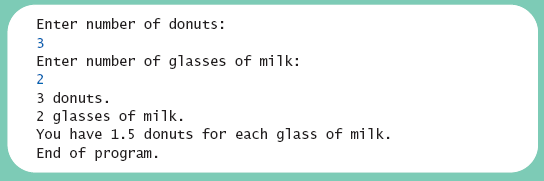 Enter number of donuts:
3
Enter number of glasses of milk:
2
3 donuts.
2 glasses of milk.
You have 1.5 donuts for each glass of milk.
End of program.